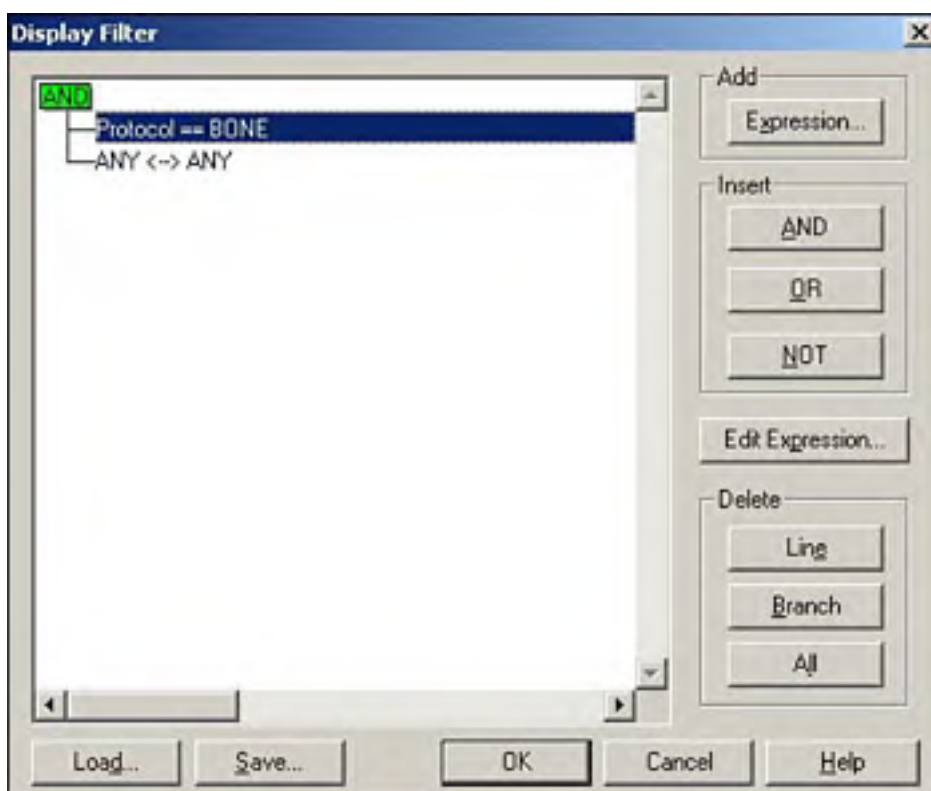 Display Filter
AND
Protocol == BONE
ANY <--> ANY
Add
Expression...
Insert
AND
OR
NOT
Edit Expression...
Delete
Line
Branch
All
Load...
Save...
OK
Cancel
Help